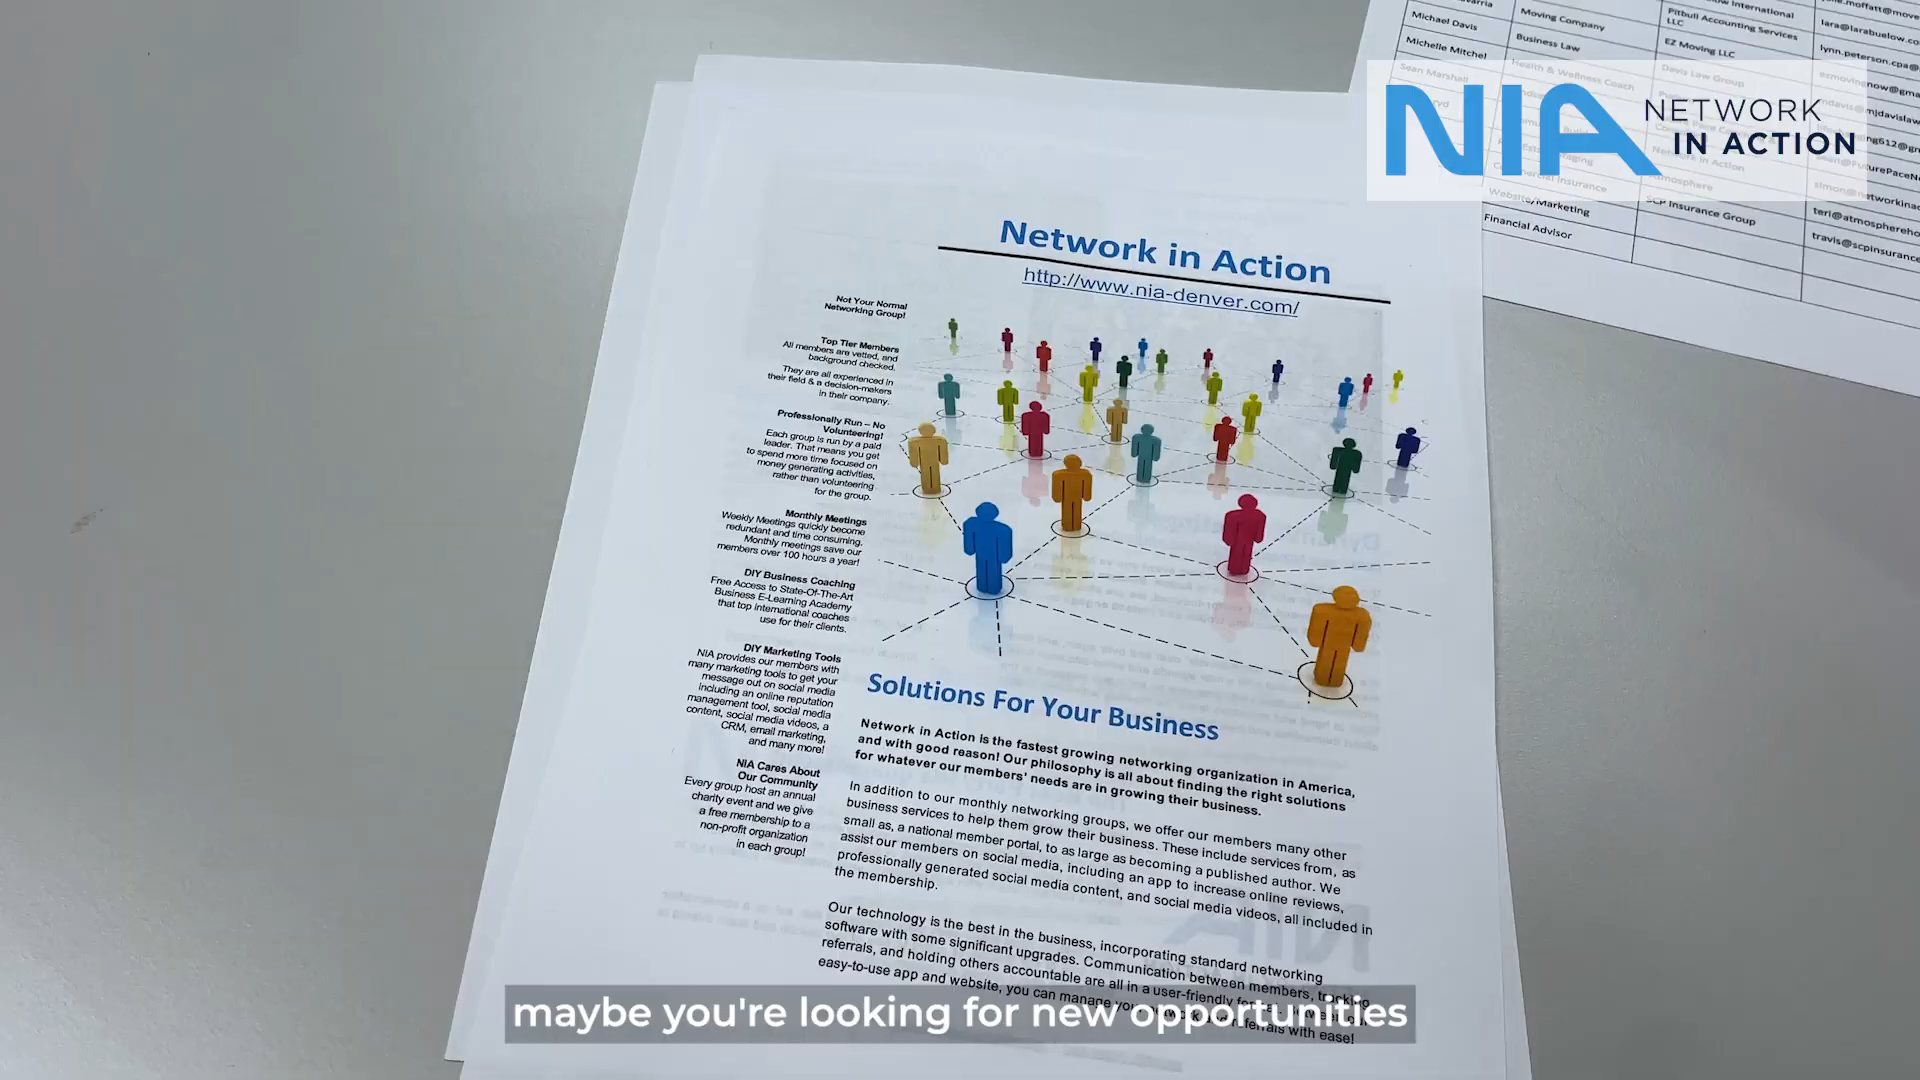 Michael Davis
Michelle Mitchel
Sean Marshall
Moving Company
Business Law
Health & Wellness Coach
Commercial Insurance
Website/Marketing
Financial Advisor
International
Pitbull Accounting Services
LLC
EZ Moving LLC
Davis Law Group
Network in Action
Atmosphere
SCP Insurance Group
NIA NETWORK
IN ACTION
Network in Action
http://www.nia-denver.com/
Not Your Normal
Networking Group!
Top Tier Members
All members are vetted, and
background checked.
They are all experienced in
their field & a decision-makers
in their company.
Professionally Run – No
Volunteering!
Each group is run by a paid
leader. That means you get
to spend more time focused on
money generating activities,
rather than volunteering
for the group.
Monthly Meetings
Weekly Meetings quickly become
redundant and time consuming.
Monthly meetings save our
members over 100 hours a year!
DIY Business Coaching
Free Access to State-Of-The-Art
Business E-Learning Academy
that top international coaches
use for their clients.
DIY Marketing Tools
NIA provides our members with
many marketing tools to get your
message out on social media
including an online reputation
management tool, social media
content, social media videos, a
CRM, email marketing,
and many more!
NIA Cares About
Our Community
Every group host an annual
charity event and we give
a free membership to a
non-profit organization
in each group!
Solutions For Your Business
Network in Action is the fastest growing networking organization in America,
and with good reason! Our philosophy is all about finding the right solutions
for whatever our members' needs are in growing their business.
In addition to our monthly networking groups, we offer our members many other
business services to help them grow their business. These include services from, as
small as, a national member portal, to as large as becoming a published author. We
assist our members on social media, including an app to increase online reviews,
professionally generated social media content, and social media videos, all included in
the membership.
Our technology is the best in the business, incorporating standard networking
software with some significant upgrades. Communication between members, tracking
referrals, and holding others accountable are all in a user-friendly
easy-to-use app and website, you can manage your network and referrals with ease!
maybe you're looking for new opportunities